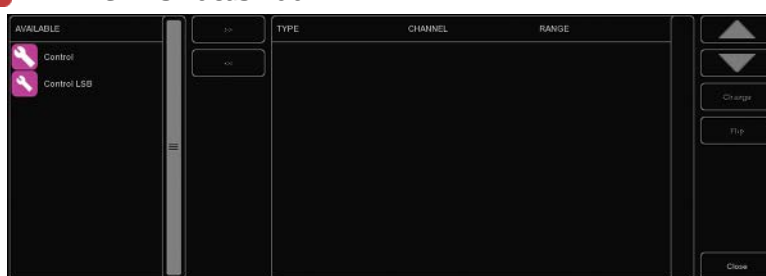 AVAILABLE
>>
TYPE CHANNEL RANGE
Control
<<
Control LSB
Change
Flip
Close